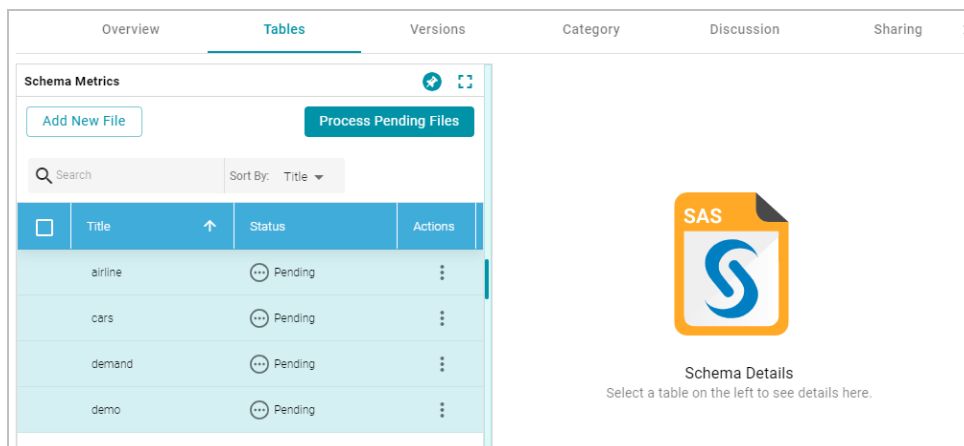 Overview Tables Versions Category Discussion Sharing
Schema Metrics
Add New File Process Pending Files
Search Sort By: Title
Title Status Actions
airline Pending
cars Pending
demand Pending
demo Pending
SAS
Schema Details
Select a table on the left to see details here.